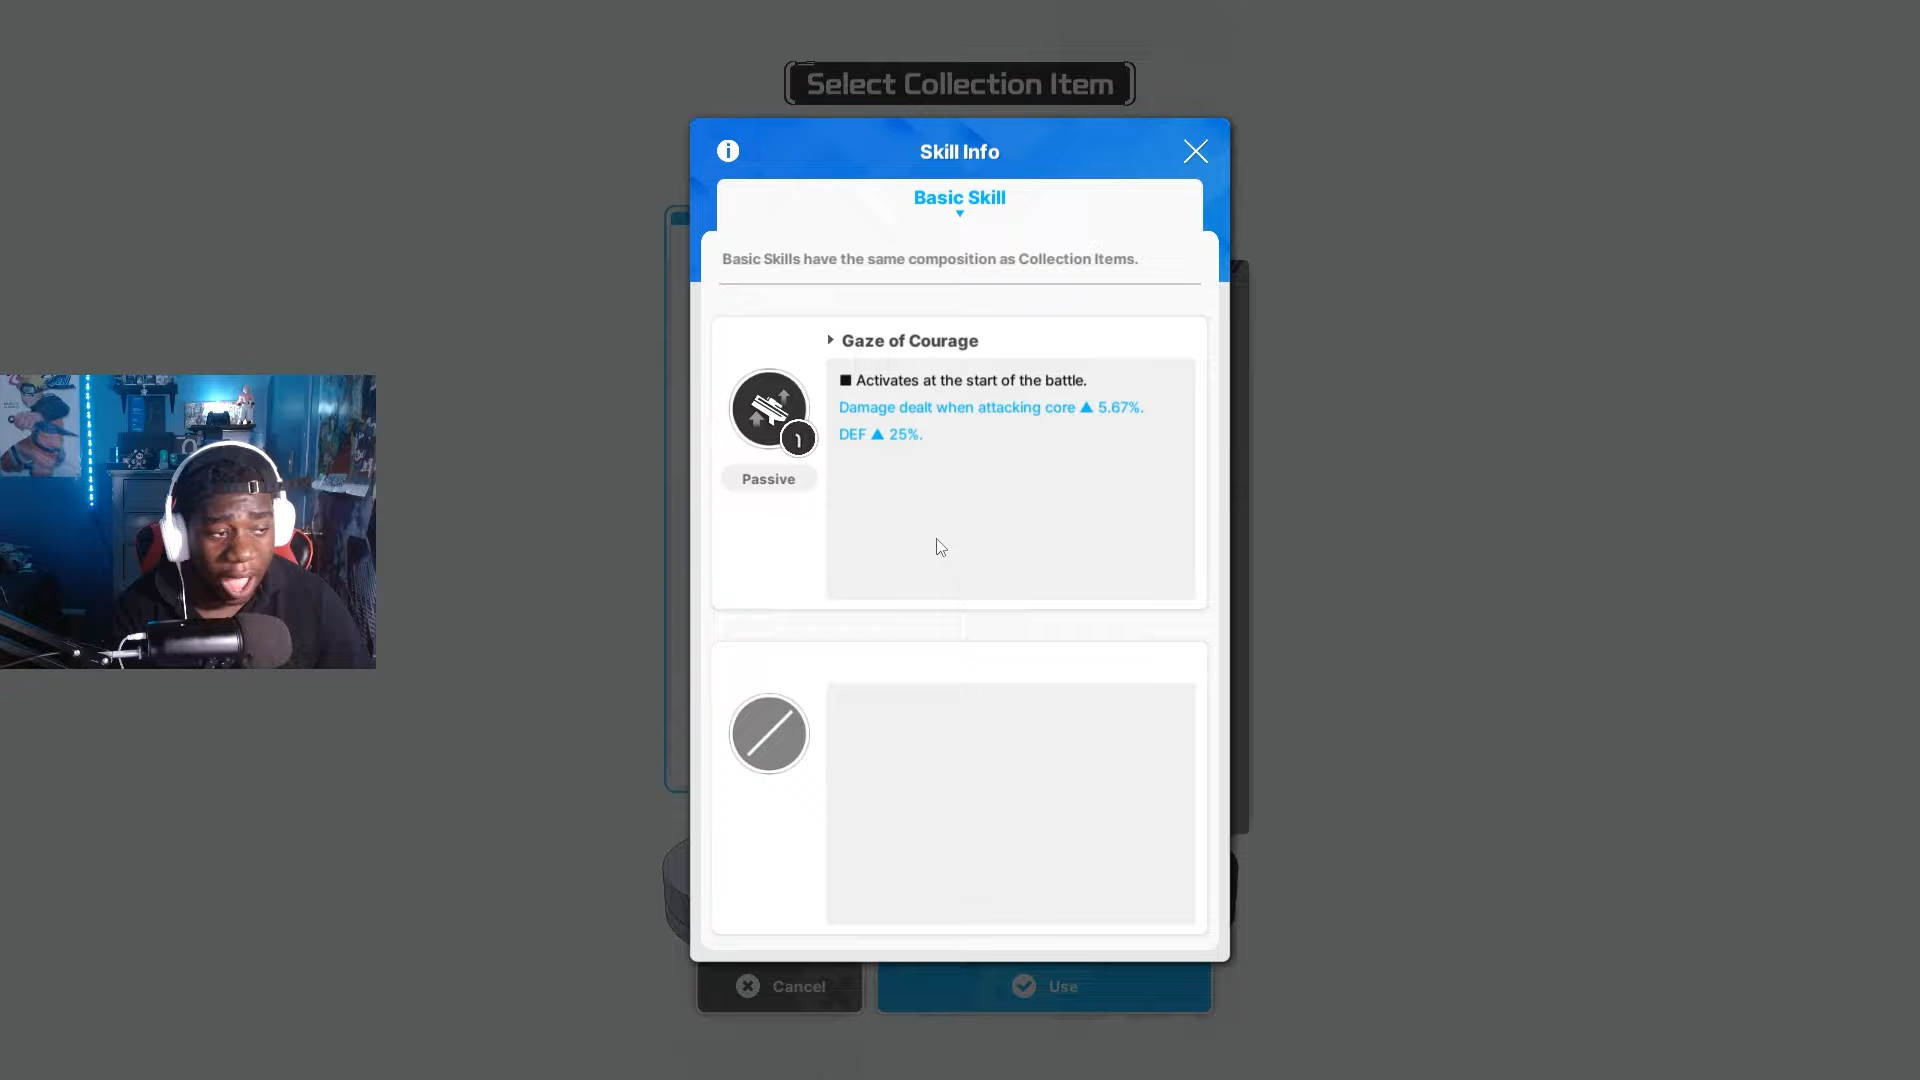 Select Collection Item
Skill Info
Basic Skill
Basic Skills have the same composition as Collection Items.
Gaze of Courage
■ Activates at the start of the battle.
Damage dealt when attacking core ▲ 5.67%.
DEF ▲ 25%.
1
Passive
Cancel
Use